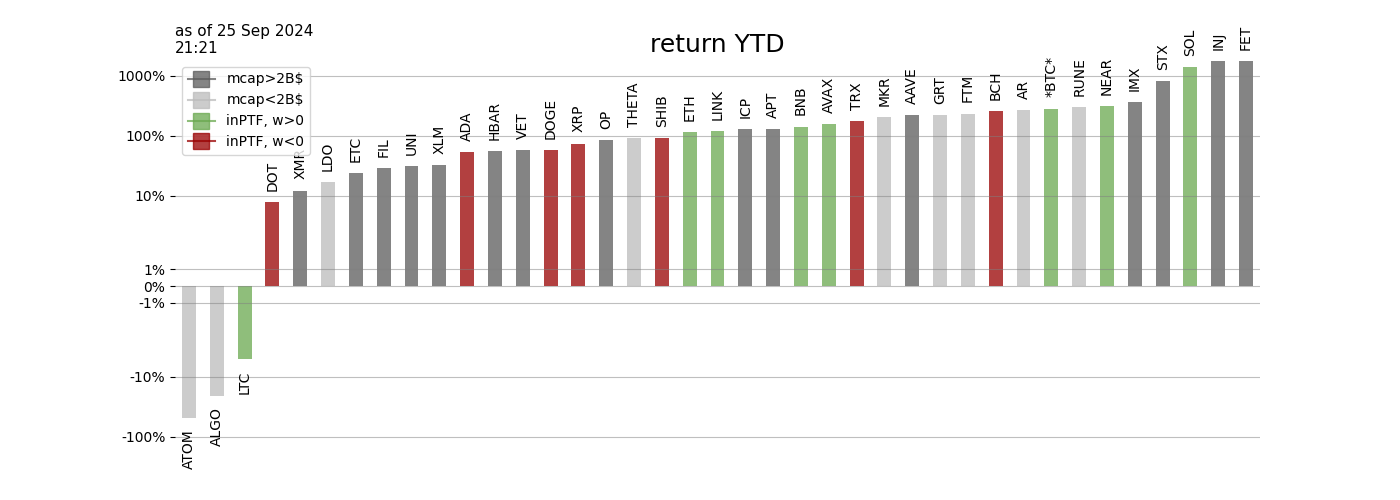 as of 25 Sep 2024
21:21
return YTD
mcap>2B$
mcap<2B$
inPTF, w>0
inPTF, w<0
1000%
100%
10%
1%
0%
-1%
-10%
-100%
ATOM
ALGO
LTC
DOT
XMR
LDO
ETC
FIL
UNI
XLM
ADA
HBAR
VET
DOGE
XRP
OP
THETA
SHIB
ETH
LINK
ICP
APT
BNB
AVAX
TRX
MKR
AAVE
GRT
FTM
BCH
AR
*BTC*
RUNE
NEAR
IMX
STX
SOL
INJ
FET